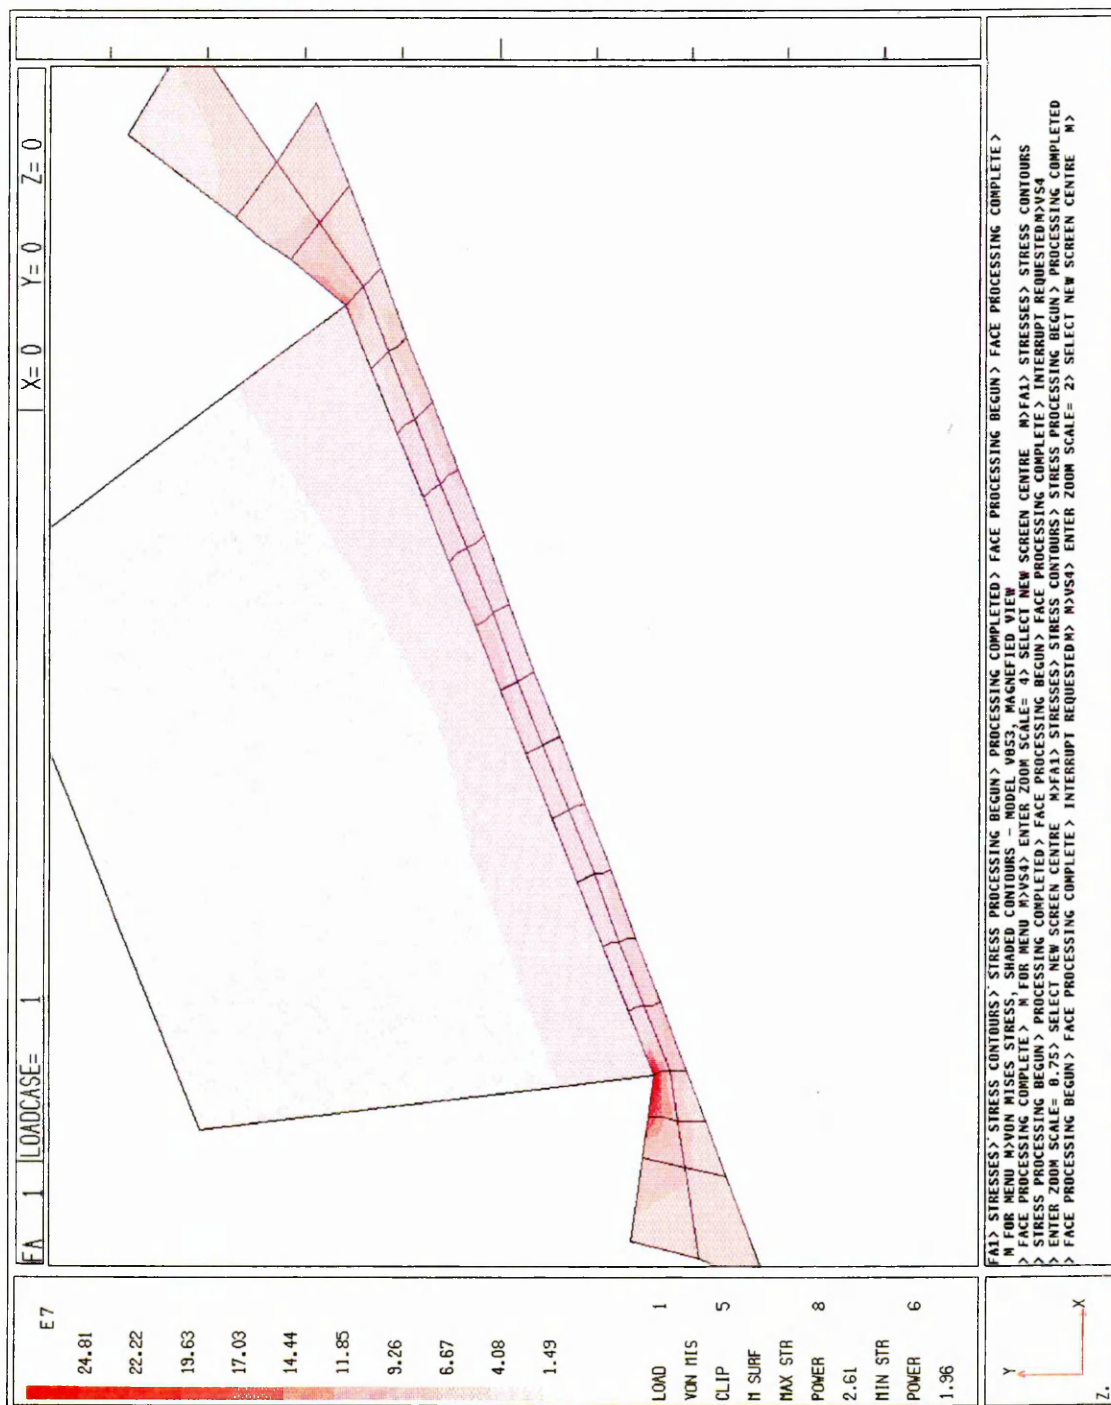 FA 1 LOADCASE= 1 X= 0 Y= 0 Z= 0
E7
24.81
22.22
19.63
17.03
14.44
11.85
9.26
6.67
4.08
1.49
LOAD 1
VON MIS
CLIP 5
M SURF
MAX STR
POWER 8
2.61
MIN STR
POWER 6
1.96
Y
X
Z.
FA1> STRESSES> STRESS CONTOURS> STRESS PROCESSING BEGUN> PROCESSING COMPLETED> FACE PROCESSING BEGUN> FACE PROCESSING COMPLETE>
M FOR MENU M>VON MISES STRESS, SHADED CONTOURS - MODEL V053, MAGNEFIED VIEW
> FACE PROCESSING COMPLETE> M FOR MENU M>VS4> ENTER ZOOM SCALE= 4> SELECT NEW SCREEN CENTRE M>FA1> STRESSES> STRESS CONTOURS
> STRESS PROCESSING BEGUN> PROCESSING COMPLETED> FACE PROCESSING BEGUN> FACE PROCESSING COMPLETE> INTERRUPT REQUESTEDM>VS4
> ENTER ZOOM SCALE= 0.75> SELECT NEW SCREEN CENTRE M>FA1> STRESSES> STRESS CONTOURS> STRESS PROCESSING BEGUN> PROCESSING COMPLETED
> FACE PROCESSING BEGUN> FACE PROCESSING COMPLETE> INTERRUPT REQUESTEDM> M>VS4> ENTER ZOOM SCALE= 2> SELECT NEW SCREEN CENTRE M>